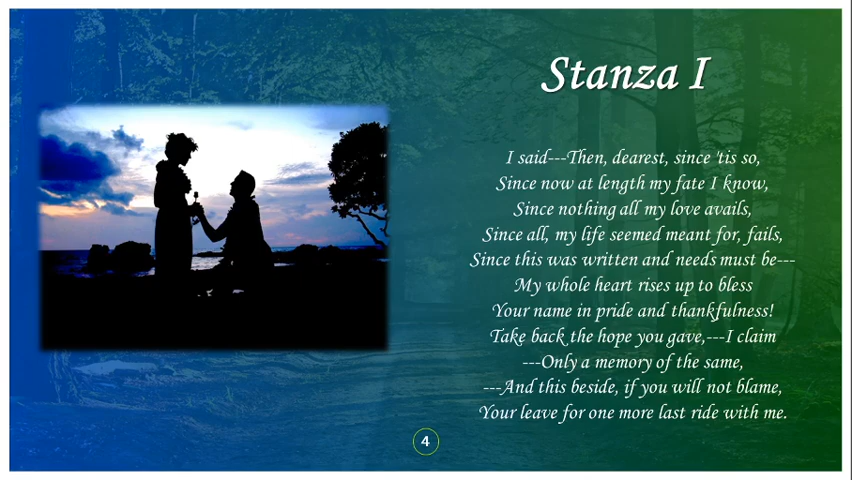 Stanza I
I said---Then, dearest, since 'tis so,
Since now at length my fate I know,
Since nothing all my love avails,
Since all, my life seemed meant for, fails,
Since this was written and needs must be---
My whole heart rises up to bless
Your name in pride and thankfulness!
Take back the hope you gave,---I claim
---Only a memory of the same,
---And this beside, if you will not blame,
Your leave for one more last ride with me.
4